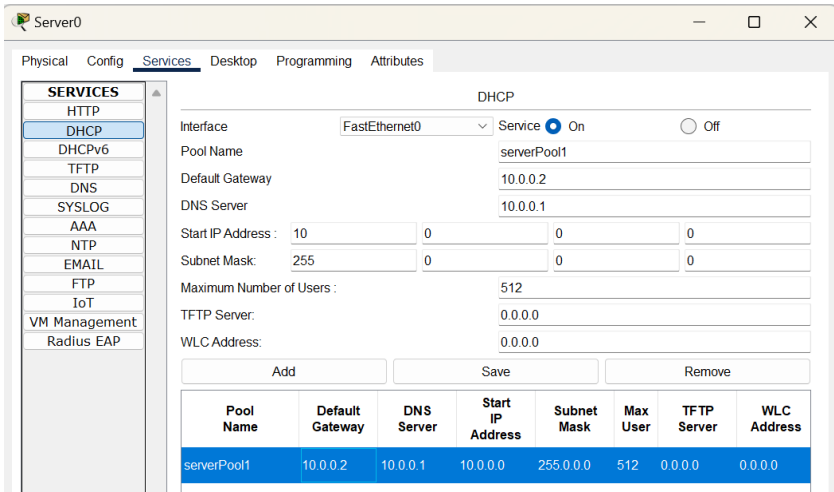 Server0
Physical Config Services Desktop Programming Attributes
SERVICES
HTTP
DHCP
DHCPv6
TFTP
DNS
SYSLOG
AAA
NTP
EMAIL
FTP
IoT
VM Management
Radius EAP
DHCP
Interface FastEthernet0 Service On Off
Pool Name serverPool1
Default Gateway 10.0.0.2
DNS Server 10.0.0.1
Start IP Address : 10 0 0 0
Subnet Mask: 255 0 0 0
Maximum Number of Users : 512
TFTP Server: 0.0.0.0
WLC Address: 0.0.0.0
Add Save Remove
Pool Name Default Gateway DNS Server Start IP Address Subnet Mask Max User TFTP Server WLC Address
serverPool1 10.0.0.2 10.0.0.1 10.0.0.0 255.0.0.0 512 0.0.0.0 0.0.0.0